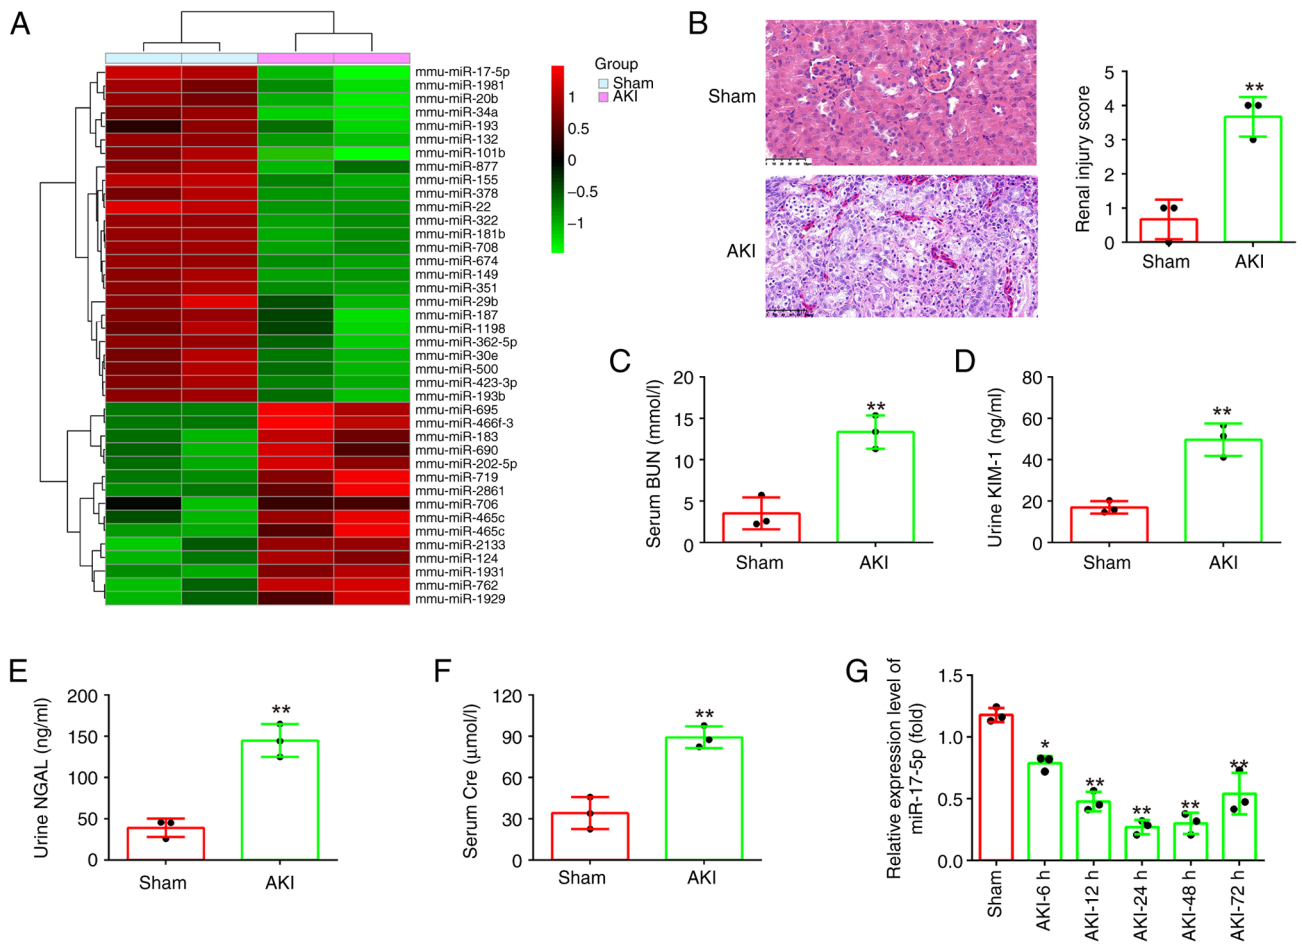 A
Group
Sham
AKI
1
0.5
0
−0.5
−1
mmu-miR-17-5p
mmu-miR-1981
mmu-miR-20b
mmu-miR-34a
mmu-miR-193
mmu-miR-132
mmu-miR-101b
mmu-miR-877
mmu-miR-155
mmu-miR-378
mmu-miR-22
mmu-miR-322
mmu-miR-181b
mmu-miR-708
mmu-miR-674
mmu-miR-149
mmu-miR-351
mmu-miR-29b
mmu-miR-187
mmu-miR-1198
mmu-miR-362-5p
mmu-miR-30e
mmu-miR-500
mmu-miR-423-3p
mmu-miR-193b
mmu-miR-695
mmu-miR-466f-3
mmu-miR-183
mmu-miR-690
mmu-miR-202-5p
mmu-miR-719
mmu-miR-2861
mmu-miR-706
mmu-miR-465c
mmu-miR-465c
mmu-miR-2133
mmu-miR-124
mmu-miR-1931
mmu-miR-762
mmu-miR-1929
B
Sham
AKI
Renal injury score
5
4
3
2
1
0
**
Sham
AKI
C
Serum BUN (mmol/l)
20
15
10
5
0
**
Sham
AKI
D
Urine KIM-1 (ng/ml)
80
60
40
20
0
**
Sham
AKI
E
Urine NGAL (ng/ml)
200
150
100
50
0
**
Sham
AKI
F
Serum Cre (μmol/l)
120
90
60
30
0
**
Sham
AKI
G
Relative expression level of
miR-17-5p (fold)
1.5
1.0
0.5
0.0
*
**
**
**
**
Sham
AKI-6 h
AKI-12 h
AKI-24 h
AKI-48 h
AKI-72 h